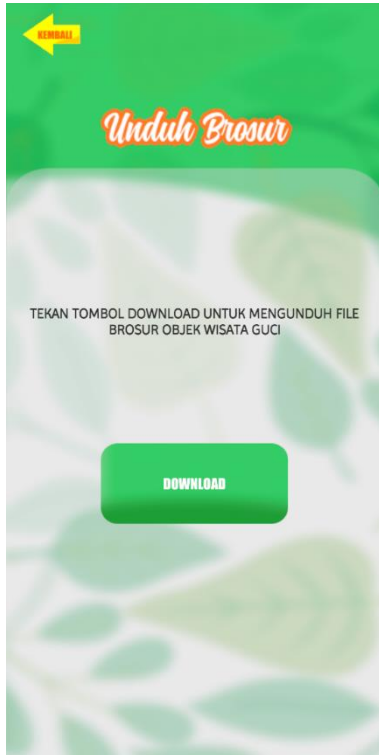 KEMBALI
Unduh Brosur
TEKAN TOMBOL DOWNLOAD UNTUK MENGUNDUH FILE
BROSUR OBJEK WISATA GUCI
DOWNLOAD